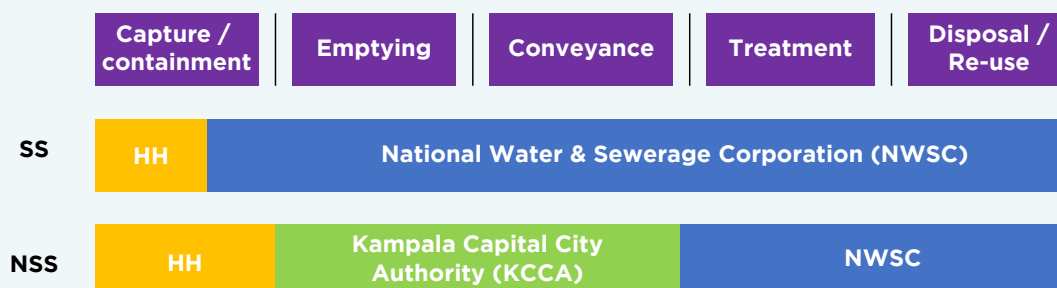 Capture /
containment
Emptying
Conveyance
Treatment
Disposal /
Re-use
SS
HH
National Water & Sewerage Corporation (NWSC)
NSS
HH
Kampala Capital City
Authority (KCCA)
NWSC